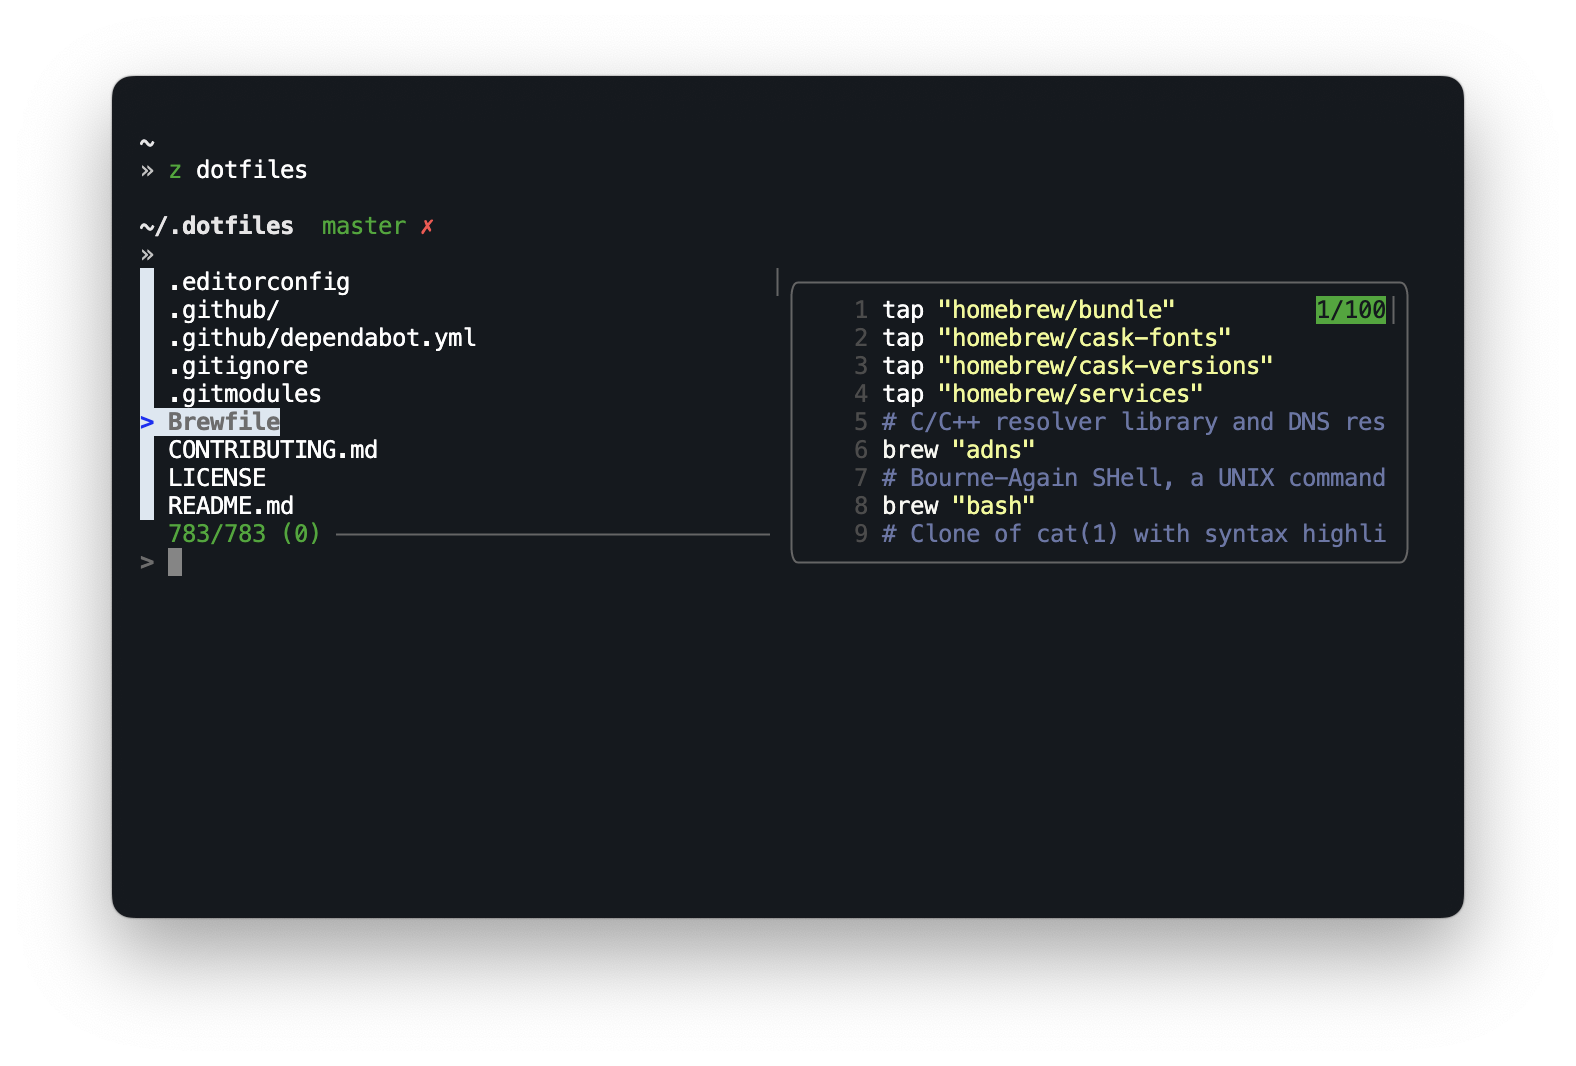 ~
» z dotfiles
~/.dotfiles master ✗
»
.editorconfig
.github/
.github/dependabot.yml
.gitignore
.gitmodules
> Brewfile
CONTRIBUTING.md
LICENSE
README.md
783/783 (0)
>
1 tap "homebrew/bundle" 1/100
2 tap "homebrew/cask-fonts"
3 tap "homebrew/cask-versions"
4 tap "homebrew/services"
5 # C/C++ resolver library and DNS res
6 brew "adns"
7 # Bourne-Again SHell, a UNIX command
8 brew "bash"
9 # Clone of cat(1) with syntax highli